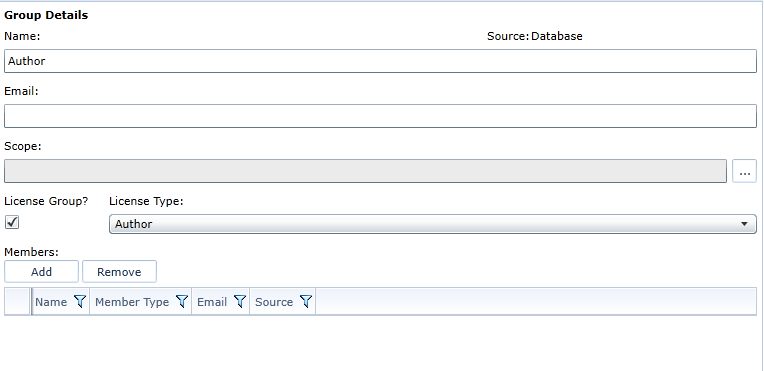 Group Details
Name: Source: Database
Author
Email:
Scope:
...
License Group? License Type:
Author
Members:
Add Remove
Name Member Type Email Source